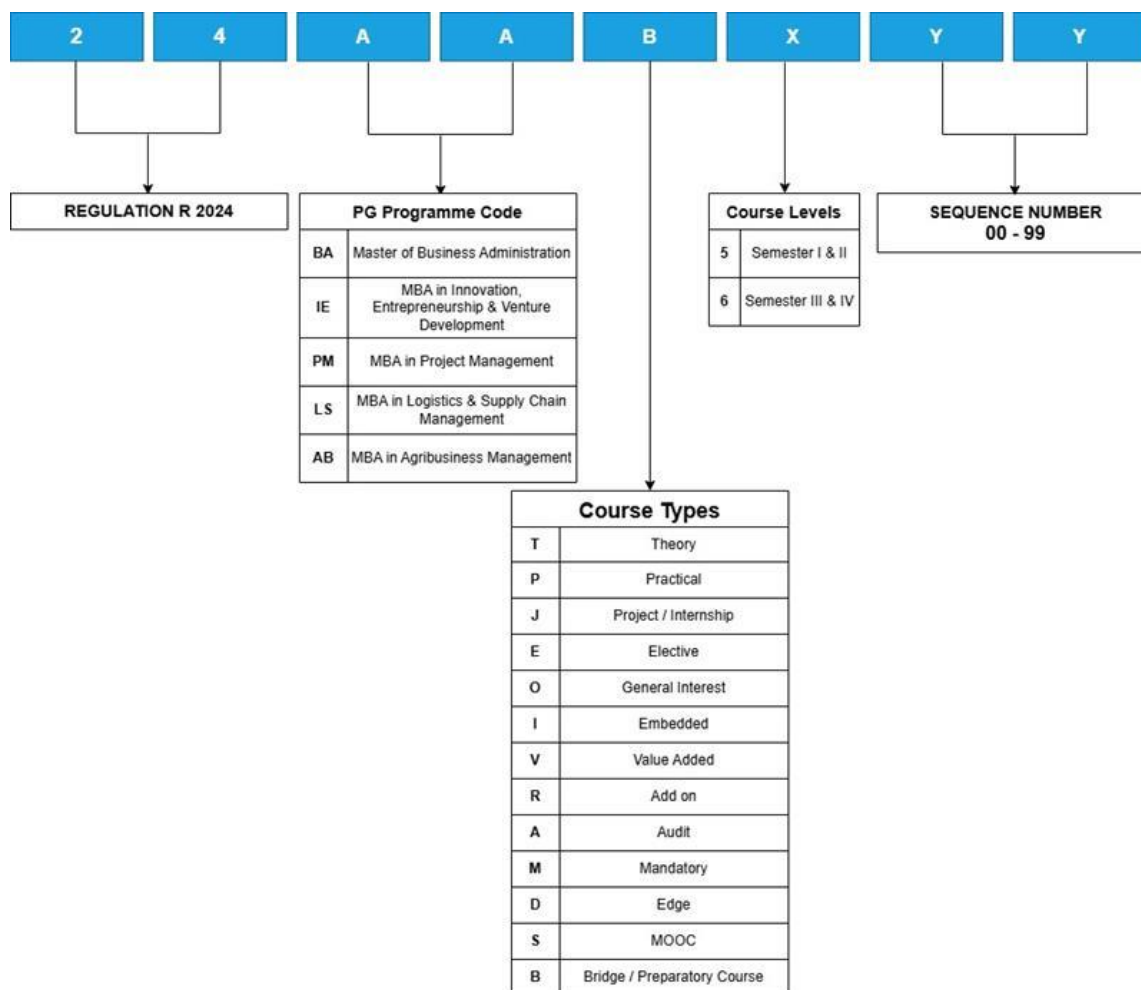 2 4 A A B X Y Y
REGULATION R 2024
PG Programme Code
BA Master of Business Administration
IE MBA in Innovation,
Entrepreneurship & Venture
Development
PM MBA in Project Management
LS MBA in Logistics & Supply Chain
Management
AB MBA in Agribusiness Management
Course Levels
5 Semester I & II
6 Semester III & IV
SEQUENCE NUMBER
00 - 99
Course Types
T Theory
P Practical
J Project / Internship
E Elective
O General Interest
I Embedded
V Value Added
R Add on
A Audit
M Mandatory
D Edge
S MOOC
B Bridge / Preparatory Course